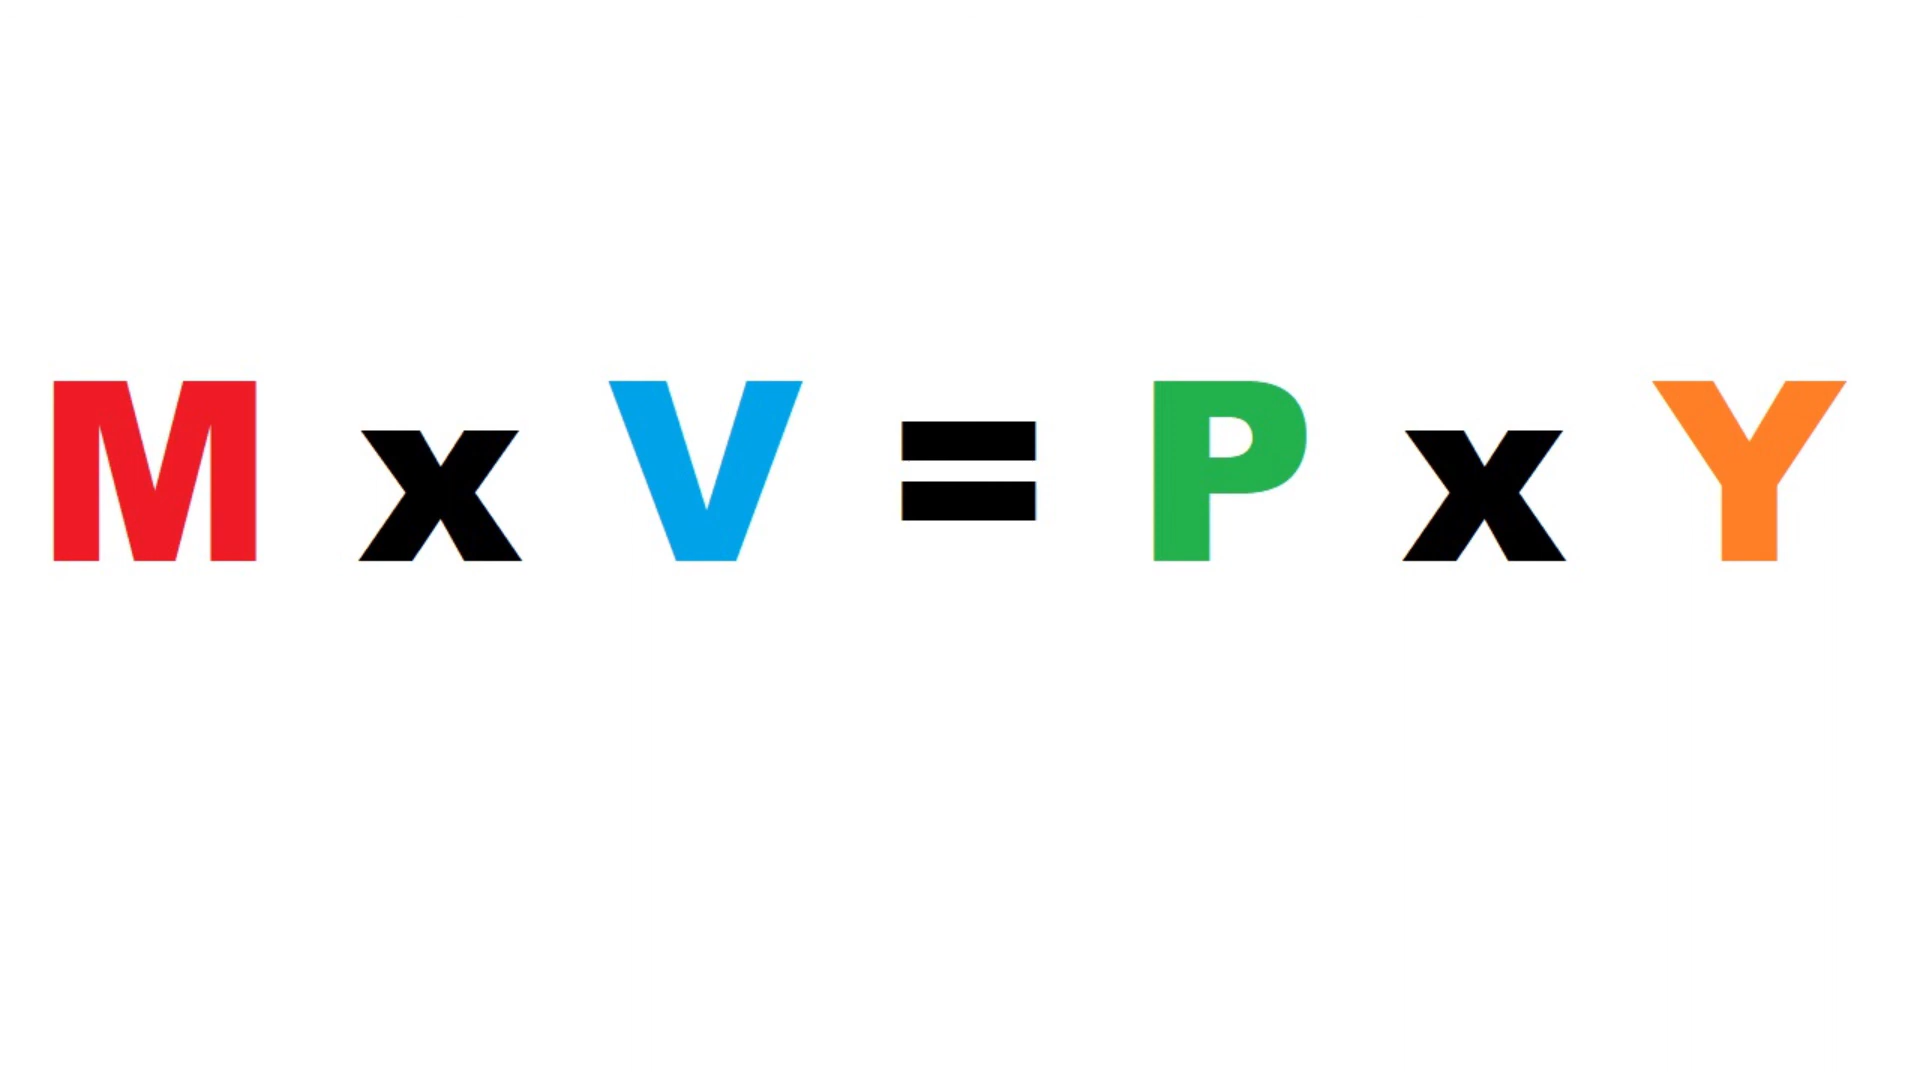 M x V = P x Y